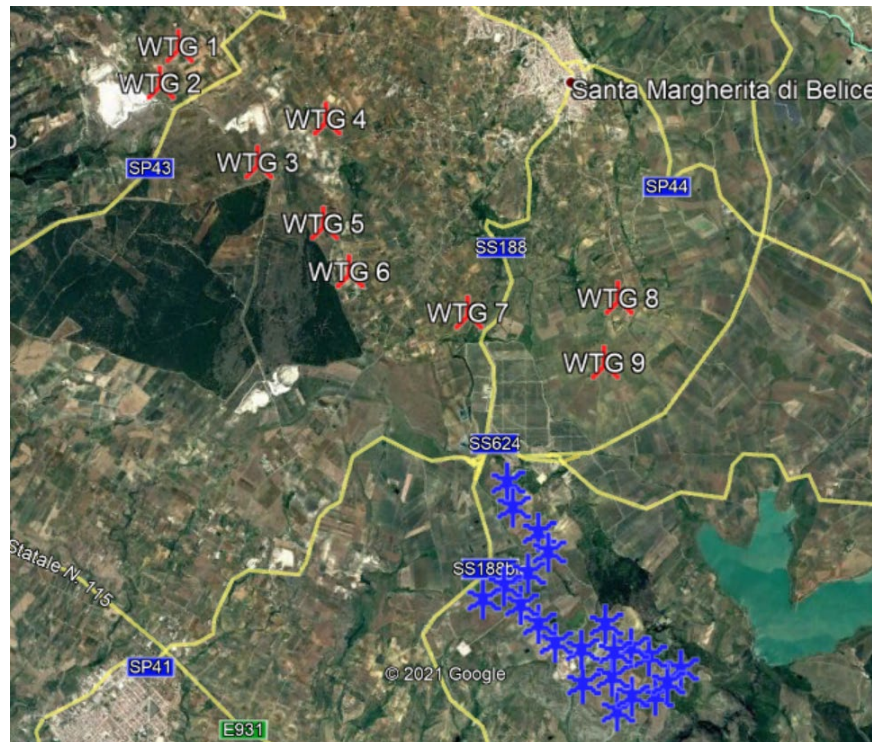 WTG 1
WTG 2
Santa Margherita di Belice
WTG 4
WTG 3
SP43
SP44
WTG 5
SS188
WTG 6
WTG 8
WTG 7
WTG 9
SS624
Statale N. 115
SS188b
© 2021 Google
SP41
E931